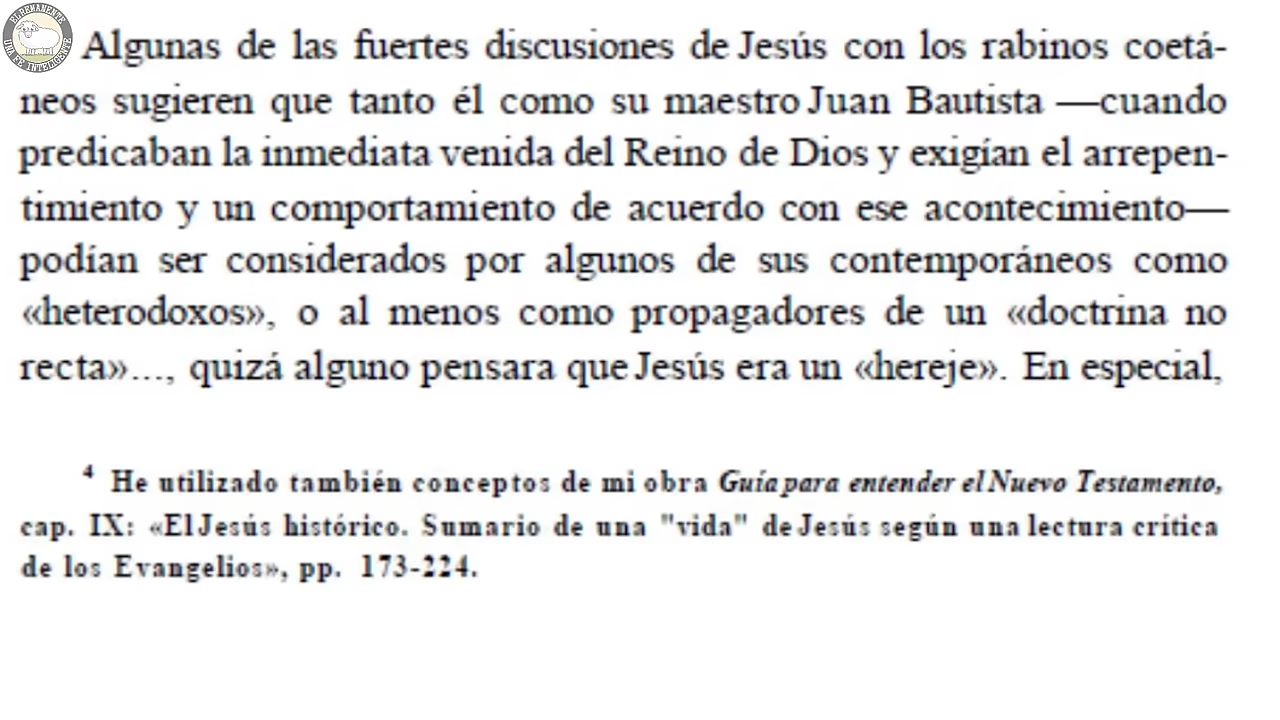 EL REMANENTE
UNA FE INTELIGENTE
Algunas de las fuertes discusiones de Jesús con los rabinos coetá-
neos sugieren que tanto él como su maestro Juan Bautista —cuando
predicaban la inmediata venida del Reino de Dios y exigían el arrepen-
timiento y un comportamiento de acuerdo con ese acontecimiento—
podían ser considerados por algunos de sus contemporáneos como
«heterodoxos», o al menos como propagadores de un «doctrina no
recta»..., quizá alguno pensara que Jesús era un «hereje». En especial,
4 He utilizado también conceptos de mi obra Guía para entender el Nuevo Testamento,
cap. IX: «El Jesús histórico. Sumario de una "vida" de Jesús según una lectura crítica
de los Evangelios», pp. 173-224.